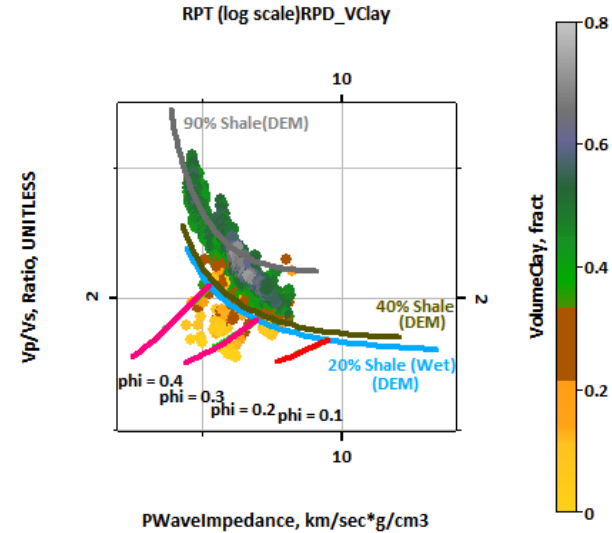 RPT (log scale)RPD_VClay
10
0.8
90% Shale(DEM)
0.6
Vp/Vs, Ratio, UNITLESS
VolumeClay, fract
0.4
2
2
40% Shale
(DEM)
20% Shale (Wet)
(DEM)
0.2
phi = 0.4
phi = 0.3
phi = 0.2
phi = 0.1
10
0
PWaveImpedance, km/sec*g/cm3